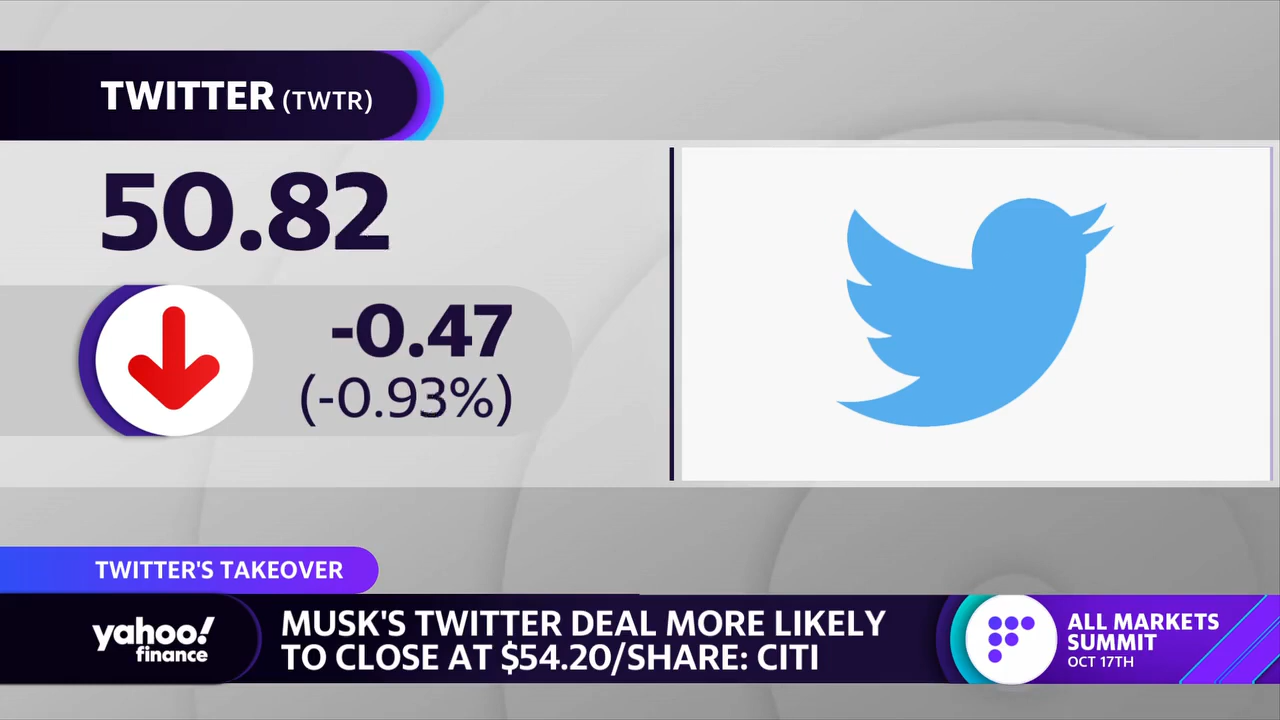 TWITTER (TWTR)
50.82
-0.47
(-0.93%)
TWITTER'S TAKEOVER
yahoo!
finance
MUSK'S TWITTER DEAL MORE LIKELY
TO CLOSE AT $54.20/SHARE: CITI
ALL MARKETS
SUMMIT
OCT 17TH